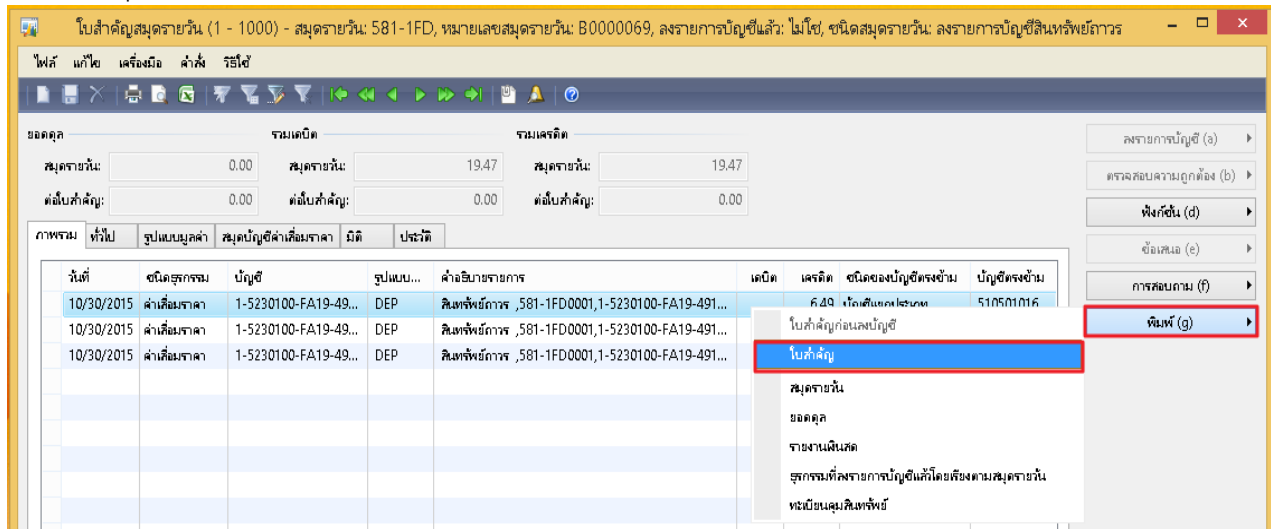 ใบสำคัญสมุดรายวัน (1 - 1000) - สมุดรายวัน: 581-1FD, หมายเลขสมุดรายวัน: B0000069, ลงรายการบัญชีแล้ว: ไม่ใช่, ชนิดสมุดรายวัน: ลงรายการบัญชีสินทรัพย์ถาวร
ไฟล์ แก้ไข เครื่องมือ คำสั่ง วิธีใช้
ยอดดุล รวมเดบิต รวมเครดิต
ลงรายการบัญชี (a)
สมุดรายวัน: 0.00 สมุดรายวัน: 19.47 สมุดรายวัน: 19.47
ตรวจสอบความถูกต้อง (b)
ต่อใบสำคัญ: 0.00 ต่อใบสำคัญ: 0.00 ต่อใบสำคัญ: 0.00
ฟังก์ชัน (d)
ภาพรวม ทั่วไป รูปแบบมูลค่า สมุดบัญชีค่าเสื่อมราคา มิติ ประวัติ
ข้อเสนอ (e)
วันที่ ชนิดธุรกรรม บัญชี รูปแบบ... คำอธิบายรายการ เดบิต เครดิต ชนิดของบัญชีตรงข้าม บัญชีตรงข้าม
การสอบถาม (f)
10/30/2015 ค่าเสื่อมราคา 1-5230100-FA19-49... DEP สินทรัพย์ถาวร ,581-1FD0001,1-5230100-FA19-491... 6.49 บัญชีแยกประเภท 510501016
พิมพ์ (g)
10/30/2015 ค่าเสื่อมราคา 1-5230100-FA19-49... DEP สินทรัพย์ถาวร ,581-1FD0001,1-5230100-FA19-491...
10/30/2015 ค่าเสื่อมราคา 1-5230100-FA19-49... DEP สินทรัพย์ถาวร ,581-1FD0001,1-5230100-FA19-491...
ใบสำคัญก่อนลงบัญชี
ใบสำคัญ
สมุดรายวัน
ยอดดุล
รายงานเงินสด
ธุรกรรมที่ลงรายการบัญชีแล้วโดยเรียงตามสมุดรายวัน
ทะเบียนคุมสินทรัพย์